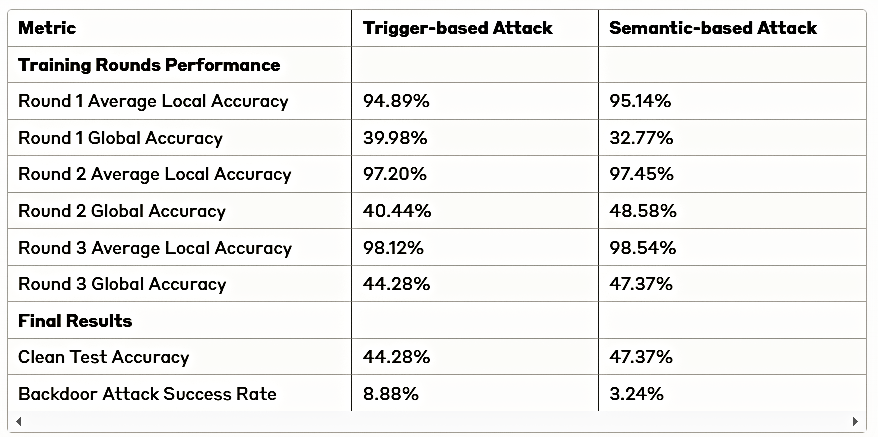 Metric Trigger-based Attack Semantic-based Attack
Training Rounds Performance
Round 1 Average Local Accuracy 94.89% 95.14%
Round 1 Global Accuracy 39.98% 32.77%
Round 2 Average Local Accuracy 97.20% 97.45%
Round 2 Global Accuracy 40.44% 48.58%
Round 3 Average Local Accuracy 98.12% 98.54%
Round 3 Global Accuracy 44.28% 47.37%
Final Results
Clean Test Accuracy 44.28% 47.37%
Backdoor Attack Success Rate 8.88% 3.24%